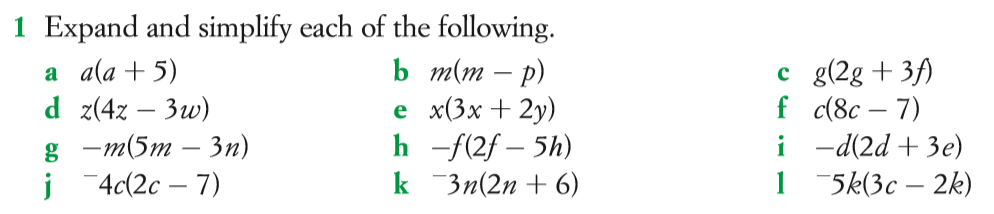 1 Expand and simplify each of the following.
a a(a + 5) b m(m – p) c g(2g + 3f)
d z(4z – 3w) e x(3x + 2y) f c(8c – 7)
g –m(5m – 3n) h –f(2f – 5h) i –d(2d + 3e)
j ⁻4c(2c – 7) k ⁻3n(2n + 6) l ⁻5k(3c – 2k)